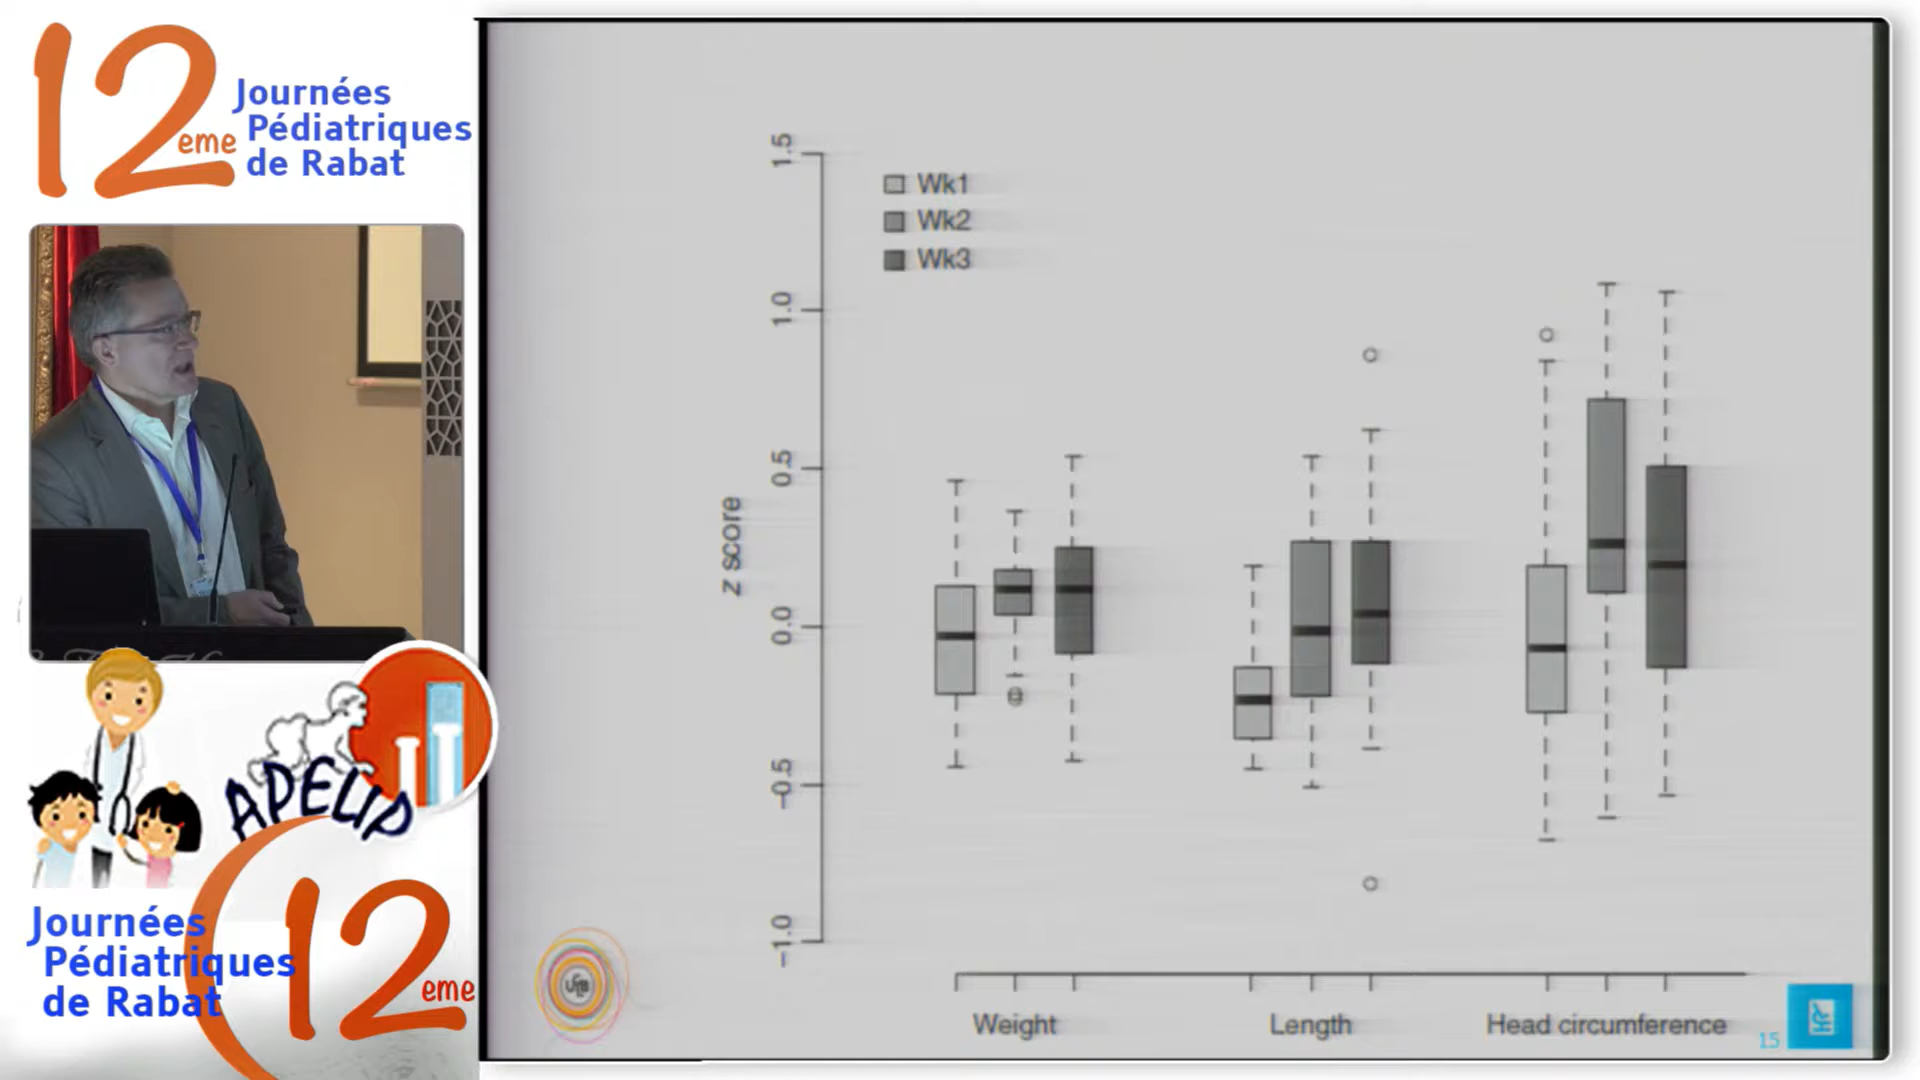 12
eme
Journées
Pédiatriques
de Rabat
APELIP
Journées
Pédiatriques
de Rabat
12
eme
1.5
1.0
0.5
0.0
−0.5
−1.0
z score
Wk1
Wk2
Wk3
Weight
Length
Head circumference
15